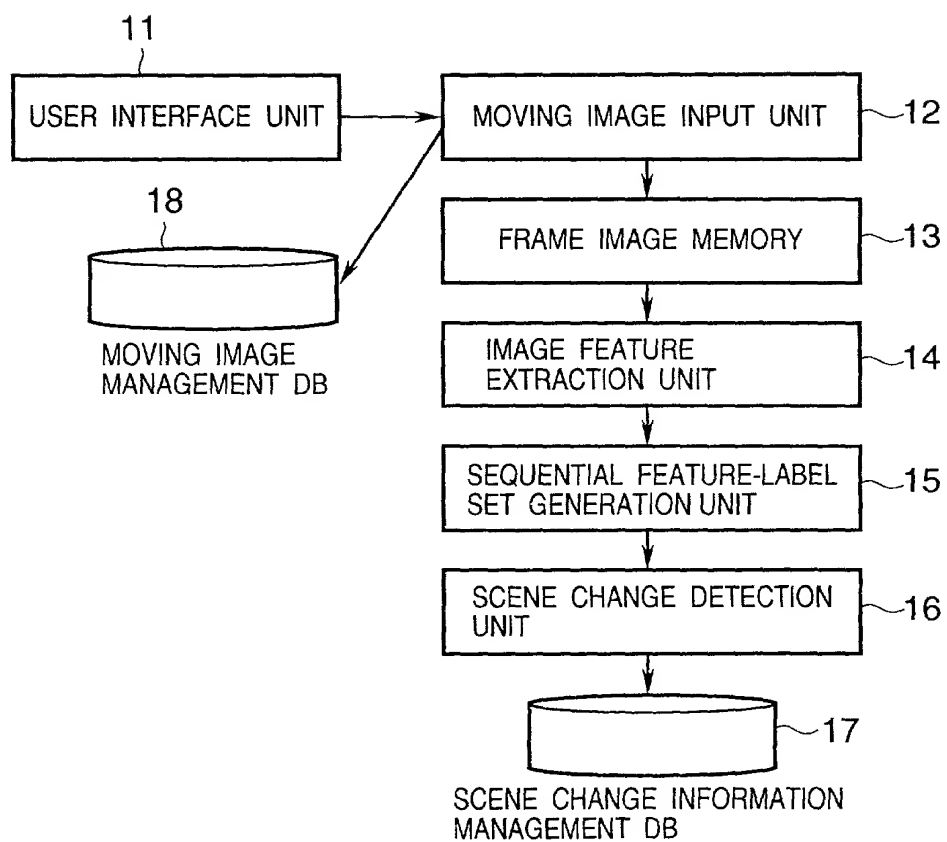 11
USER INTERFACE UNIT
MOVING IMAGE INPUT UNIT
12
18
FRAME IMAGE MEMORY
13
MOVING IMAGE
MANAGEMENT DB
IMAGE FEATURE
EXTRACTION UNIT
14
SEQUENTIAL FEATURE-LABEL
SET GENERATION UNIT
15
SCENE CHANGE DETECTION
UNIT
16
17
SCENE CHANGE INFORMATION
MANAGEMENT DB